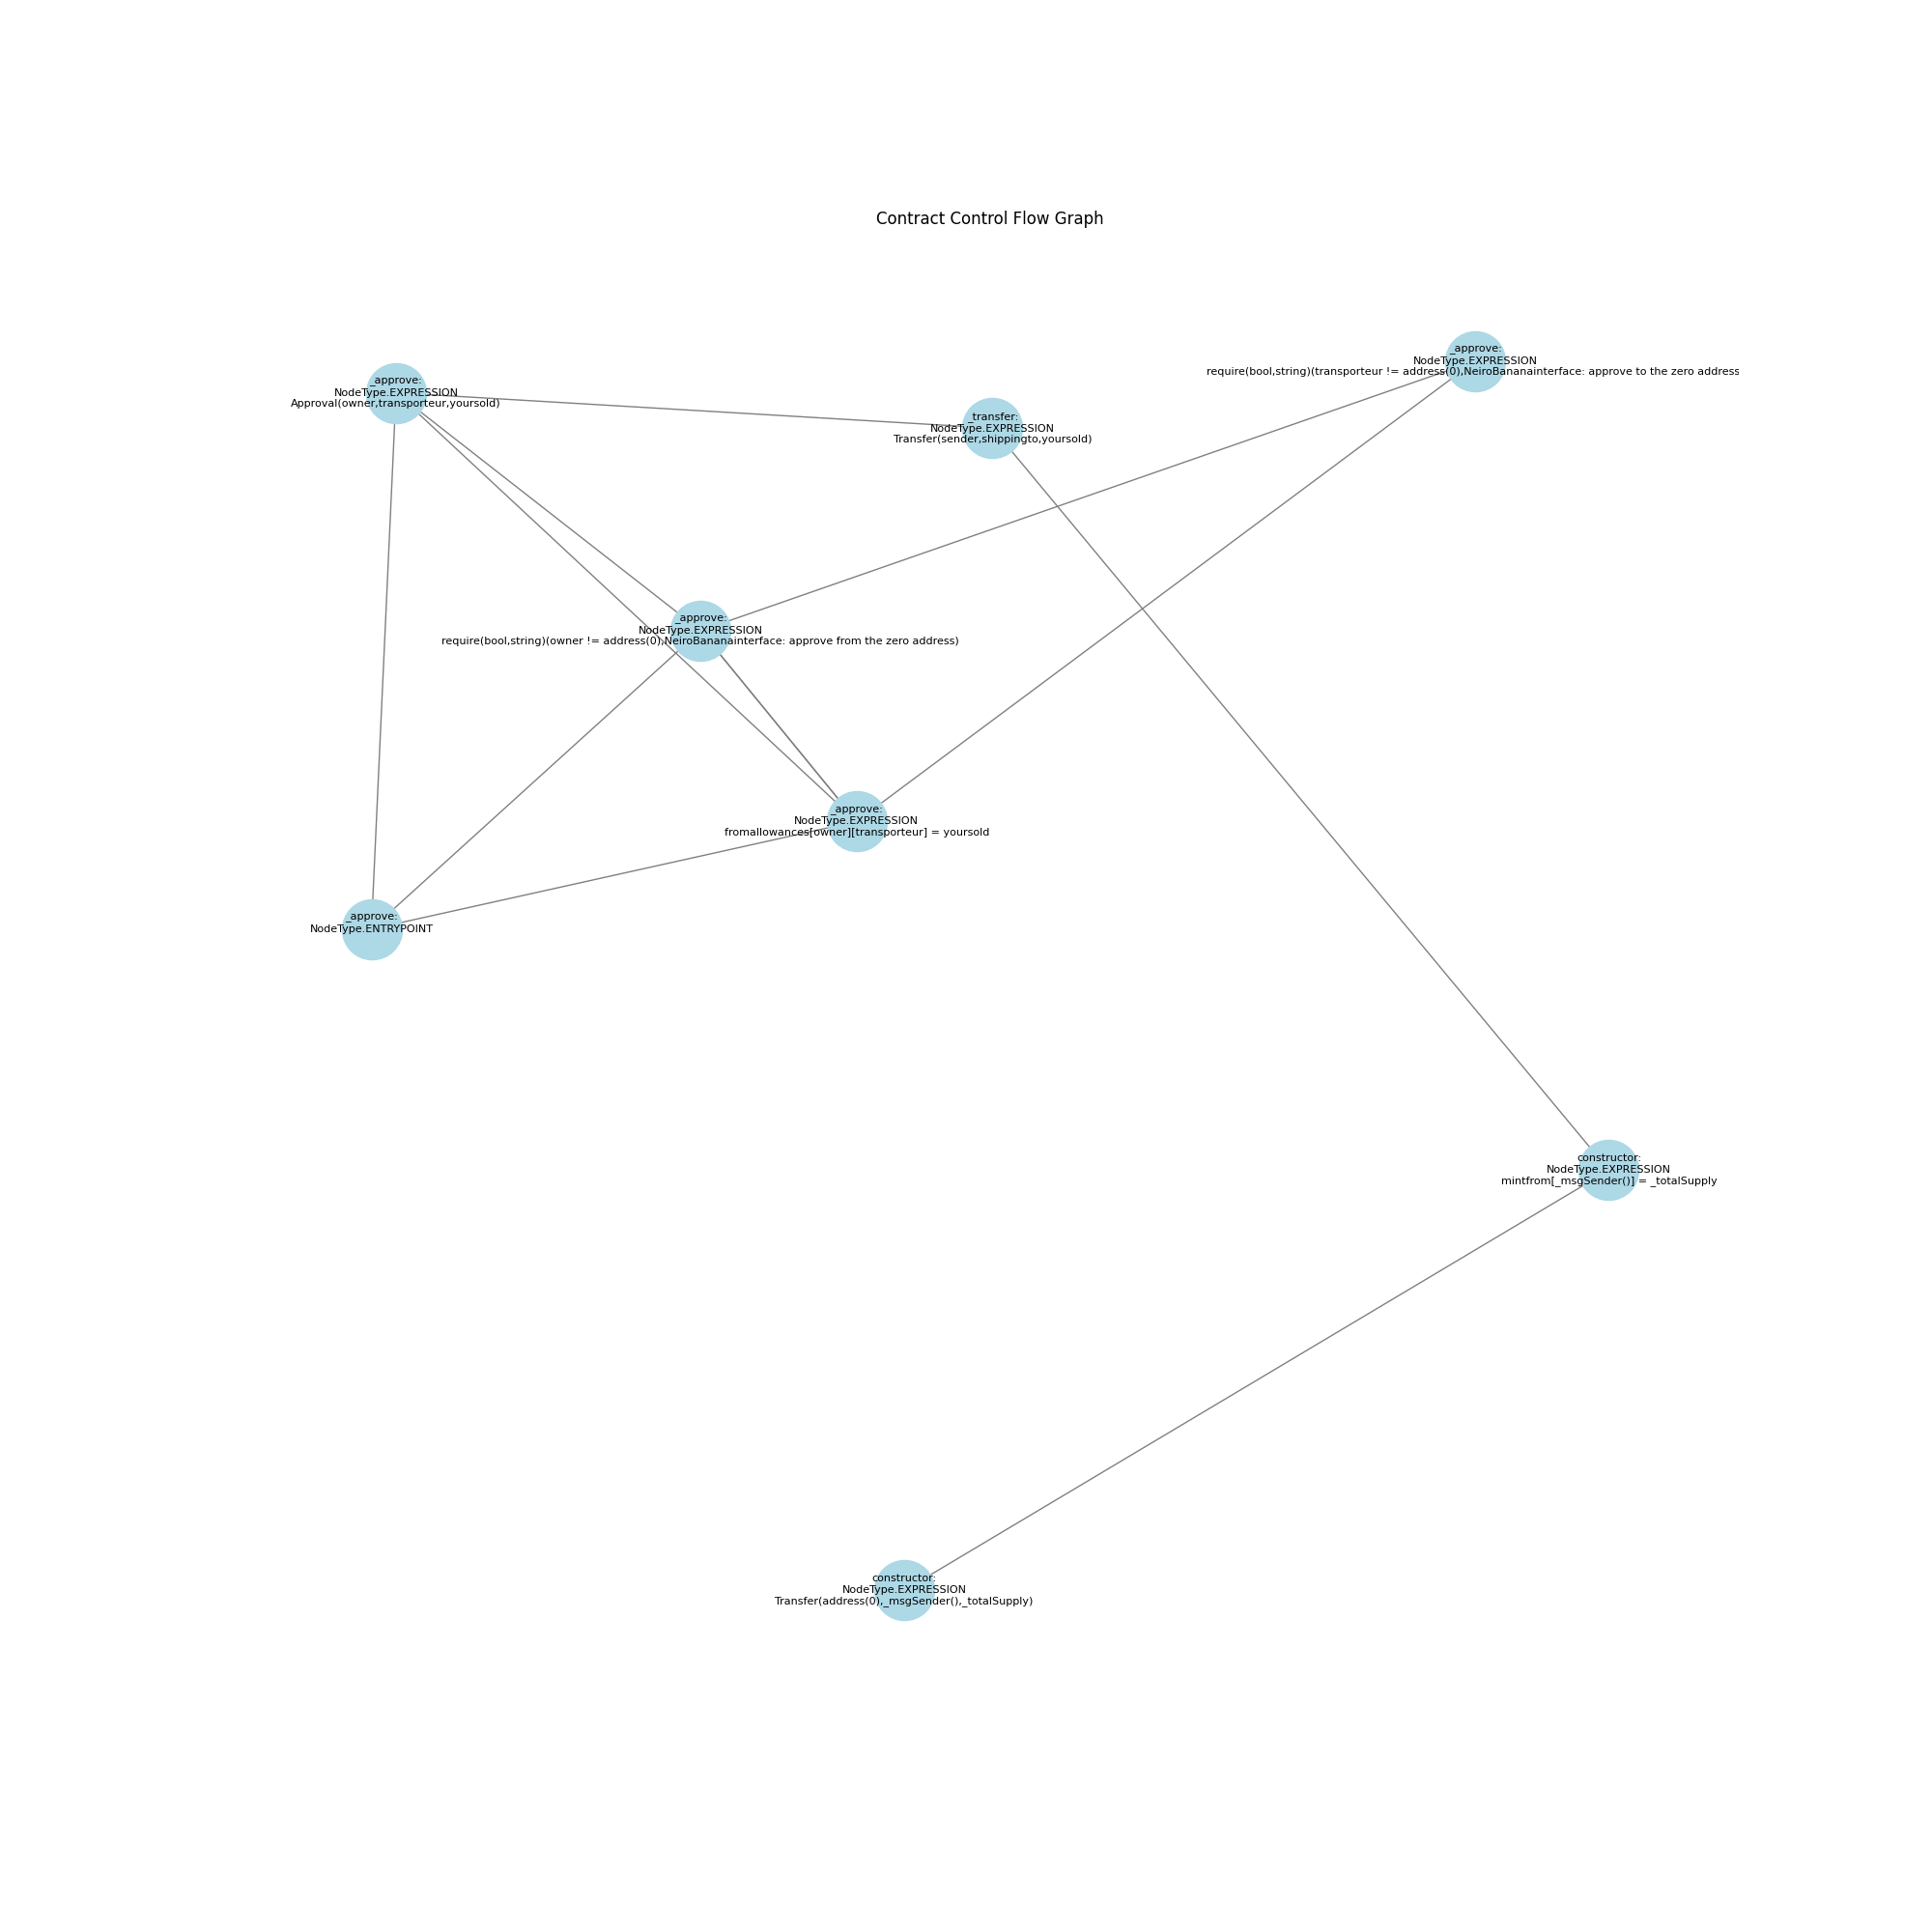 Contract Control Flow Graph
_approve:
NodeType.EXPRESSION
require(bool,string)(transporteur != address(0),NeiroBananainterface: approve to the zero address
_approve:
NodeType.EXPRESSION
Approval(owner,transporteur,yoursold)
_transfer:
NodeType.EXPRESSION
Transfer(sender,shippingto,yoursold)
_approve:
NodeType.EXPRESSION
require(bool,string)(owner != address(0),NeiroBananainterface: approve from the zero address)
_approve:
NodeType.EXPRESSION
fromallowances[owner][transporteur] = yoursold
_approve:
NodeType.ENTRYPOINT
constructor:
NodeType.EXPRESSION
mintfrom[_msgSender()] = _totalSupply
constructor:
NodeType.EXPRESSION
Transfer(address(0),_msgSender(),_totalSupply)